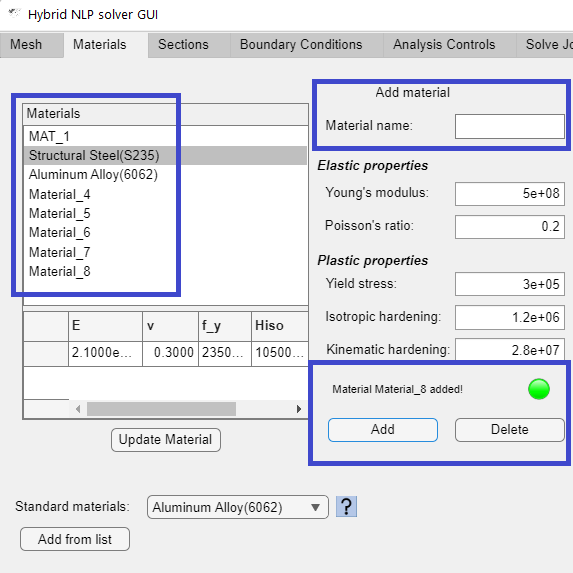 Hybrid NLP solver GUI
Mesh Materials Sections Boundary Conditions Analysis Controls Solve Jo
Materials
MAT_1
Structural Steel(S235)
Aluminum Alloy(6062)
Material_4
Material_5
Material_6
Material_7
Material_8
E v f_y Hiso
2.1000e... 0.3000 2350... 10500...
Update Material
Standard materials: Aluminum Alloy(6062) ?
Add from list
Add material
Material name:
Elastic properties
Young's modulus: 5e+08
Poisson's ratio: 0.2
Plastic properties
Yield stress: 3e+05
Isotropic hardening: 1.2e+06
Kinematic hardening: 2.8e+07
Material Material_8 added!
Add Delete